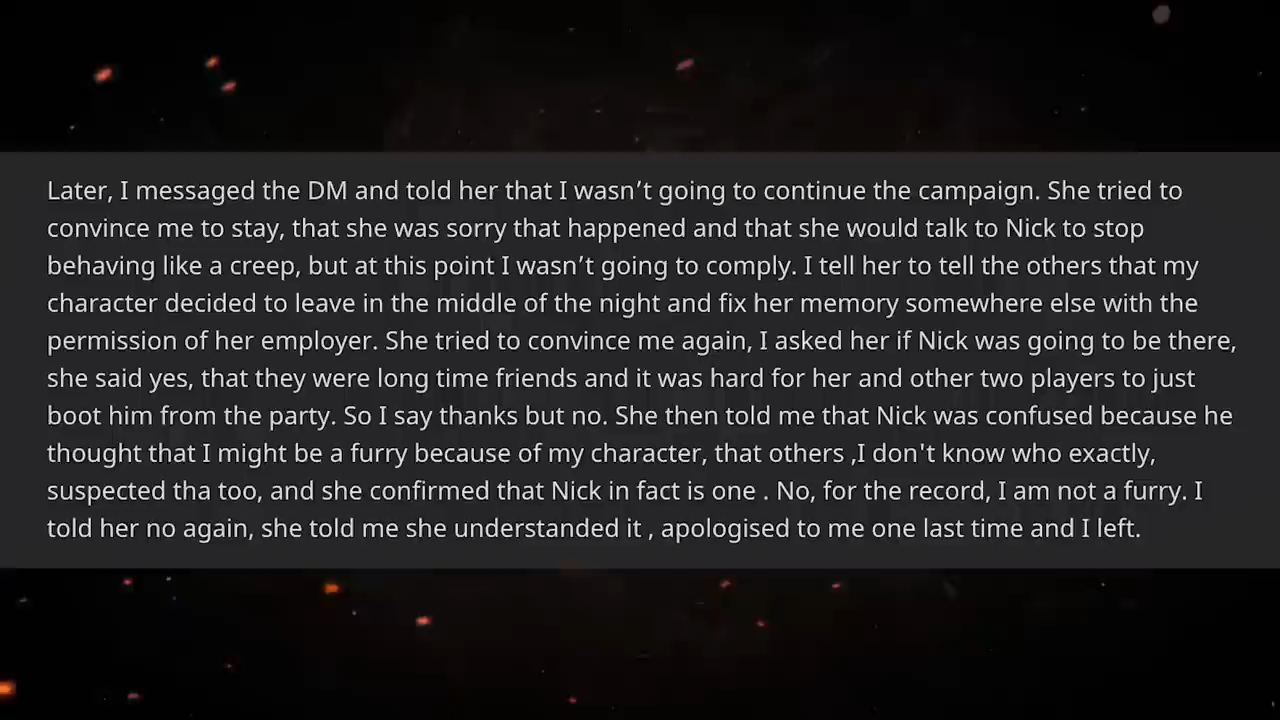 Later, I messaged the DM and told her that I wasn’t going to continue the campaign. She tried to
convince me to stay, that she was sorry that happened and that she would talk to Nick to stop
behaving like a creep, but at this point I wasn’t going to comply. I tell her to tell the others that my
character decided to leave in the middle of the night and fix her memory somewhere else with the
permission of her employer. She tried to convince me again, I asked her if Nick was going to be there,
she said yes, that they were long time friends and it was hard for her and other two players to just
boot him from the party. So I say thanks but no. She then told me that Nick was confused because he
thought that I might be a furry because of my character, that others ,I don't know who exactly,
suspected tha too, and she confirmed that Nick in fact is one . No, for the record, I am not a furry. I
told her no again, she told me she understanded it , apologised to me one last time and I left.